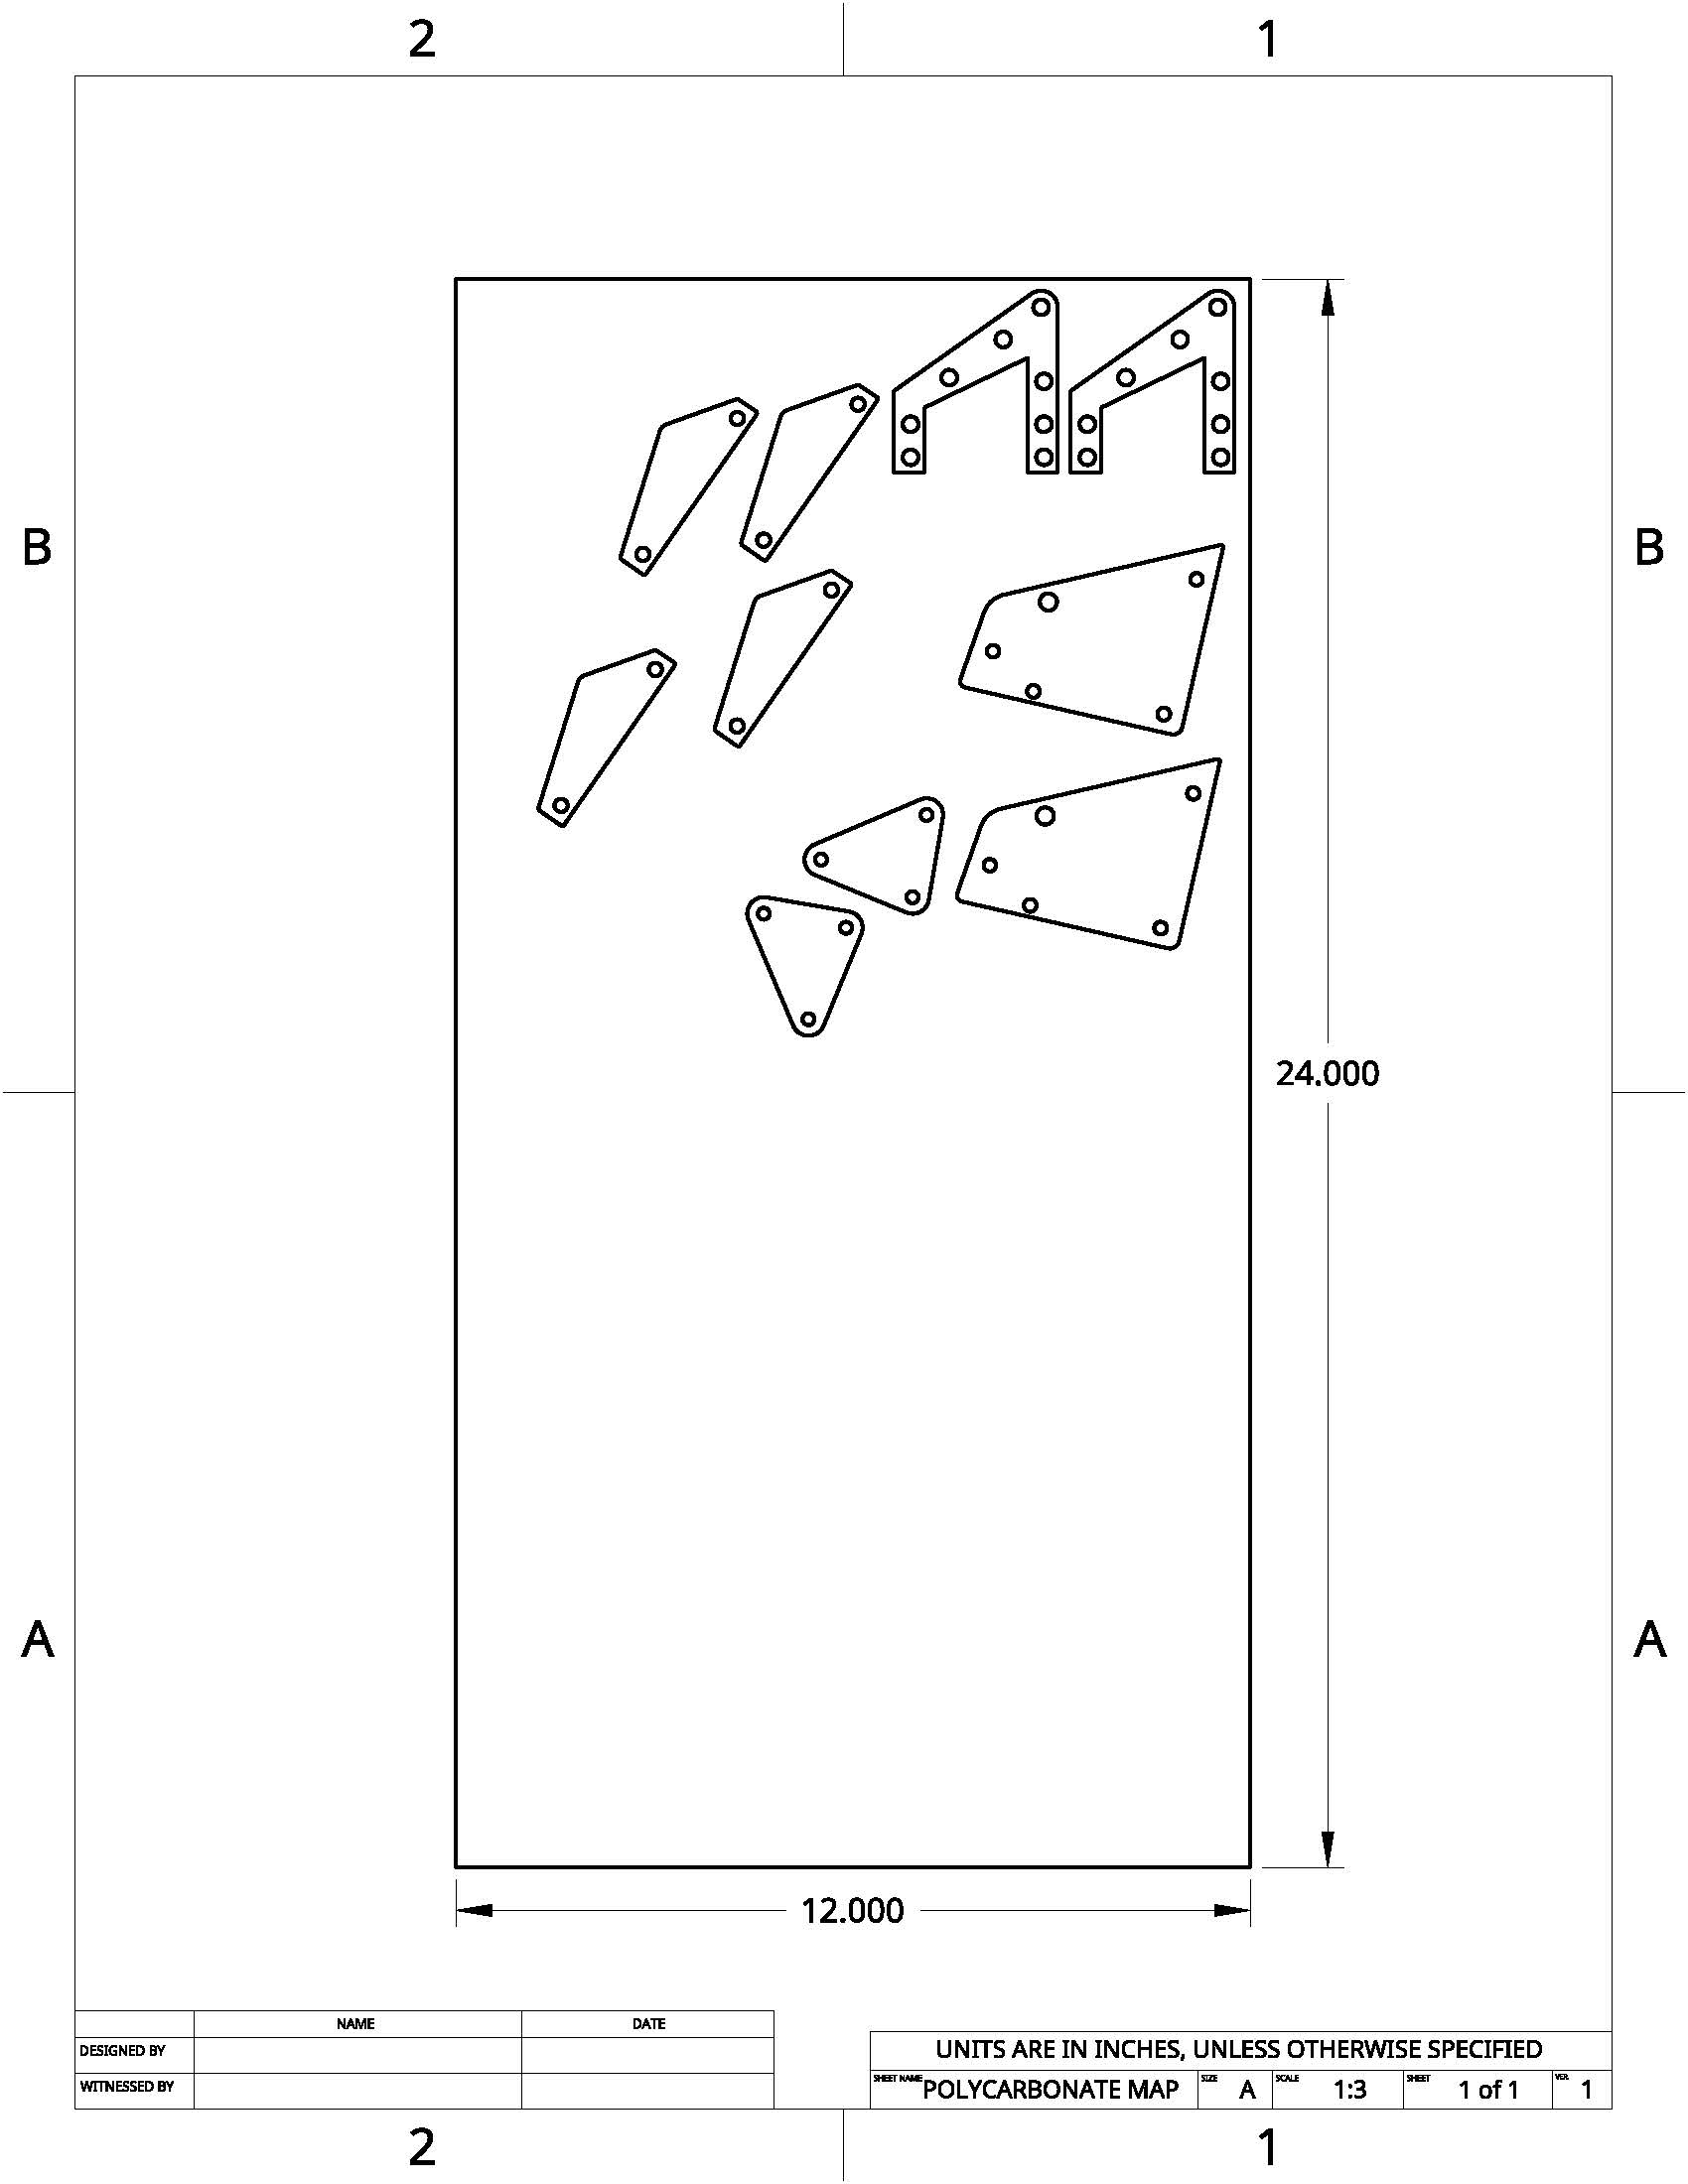 2 1
B B
24.000
A A
12.000
NAME DATE
DESIGNED BY
WITNESSED BY
UNITS ARE IN INCHES, UNLESS OTHERWISE SPECIFIED
SHEET NAME POLYCARBONATE MAP SIZE A SCALE 1:3 SHEET 1 of 1 VER. 1
2 1